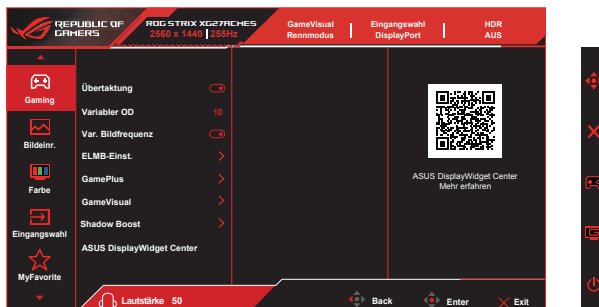 REPUBLIC OF
GAMERS
ROG STRIX XG27ACMES
2560 x 1440 255Hz
GameVisual
Rennmodus
Eingangswahl
DisplayPort
HDR
AUS
Gaming
Bildeinr.
Farbe
Eingangswahl
MyFavorite
Übertaktung
Variabler OD 10
Var. Bildfrequenz
ELMB-Einst.
GamePlus
GameVisual
Shadow Boost
ASUS DisplayWidget Center
ASUS DisplayWidget Center
Mehr erfahren
Lautstärke 50
Back
Enter
Exit